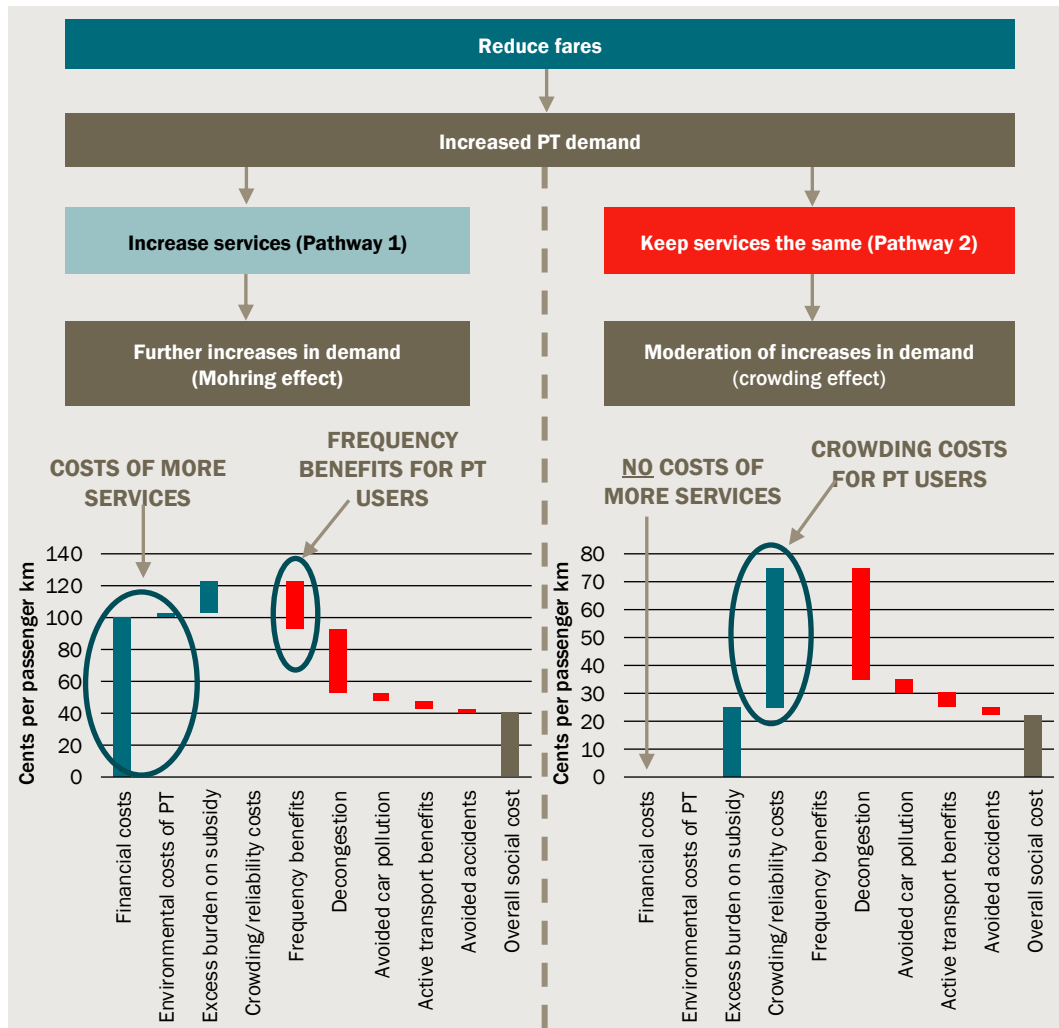 Reduce fares
Increased PT demand
Increase services (Pathway 1)
Keep services the same (Pathway 2)
Further increases in demand
(Mohring effect)
Moderation of increases in demand
(crowding effect)
COSTS OF MORE
SERVICES
FREQUENCY
BENEFITS FOR PT
USERS
NO COSTS OF
MORE SERVICES
CROWDING COSTS
FOR PT USERS
Cents per passenger km
140
120
100
80
60
40
20
0
Financial costs
Environmental costs of PT
Excess burden on subsidy
Crowding/reliability costs
Frequency benefits
Decongestion
Avoided car pollution
Active transport benefits
Avoided accidents
Overall social cost
Cents per passenger km
80
70
60
50
40
30
20
10
0
Financial costs
Environmental costs of PT
Excess burden on subsidy
Crowding/reliability costs
Frequency benefits
Decongestion
Avoided car pollution
Active transport benefits
Avoided accidents
Overall social cost